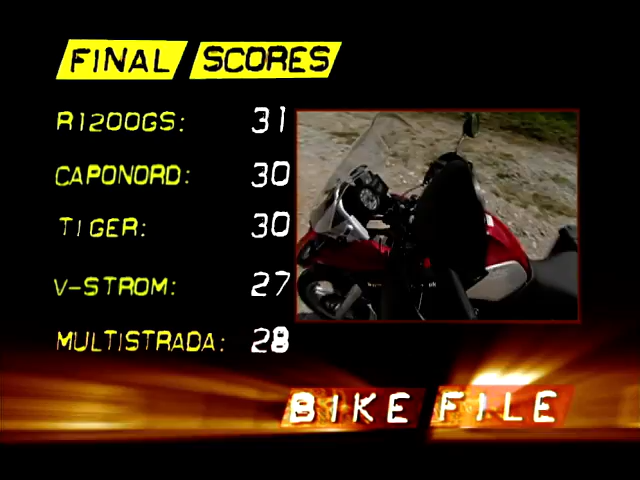 FINAL SCORES
R1200GS: 31
CAPONORD: 30
TIGER: 30
V-STROM: 27
MULTISTRADA: 28
BIKE FILE